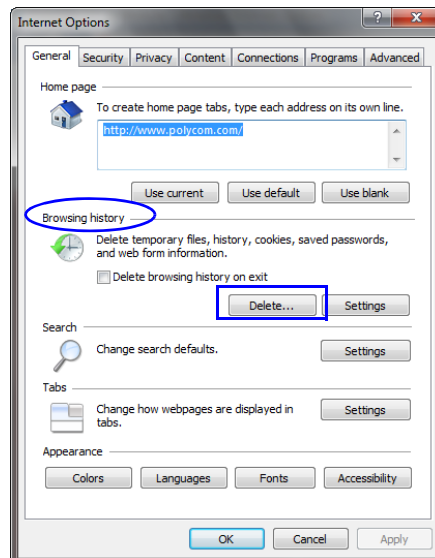 Internet Options
?
X
General Security Privacy Content Connections Programs Advanced
Home page
To create home page tabs, type each address on its own line.
http://www.polycom.com/
Use current Use default Use blank
Browsing history
Delete temporary files, history, cookies, saved passwords,
and web form information.
Delete browsing history on exit
Delete... Settings
Search
Change search defaults. Settings
Tabs
Change how webpages are displayed in Settings
tabs.
Appearance
Colors Languages Fonts Accessibility
OK Cancel Apply